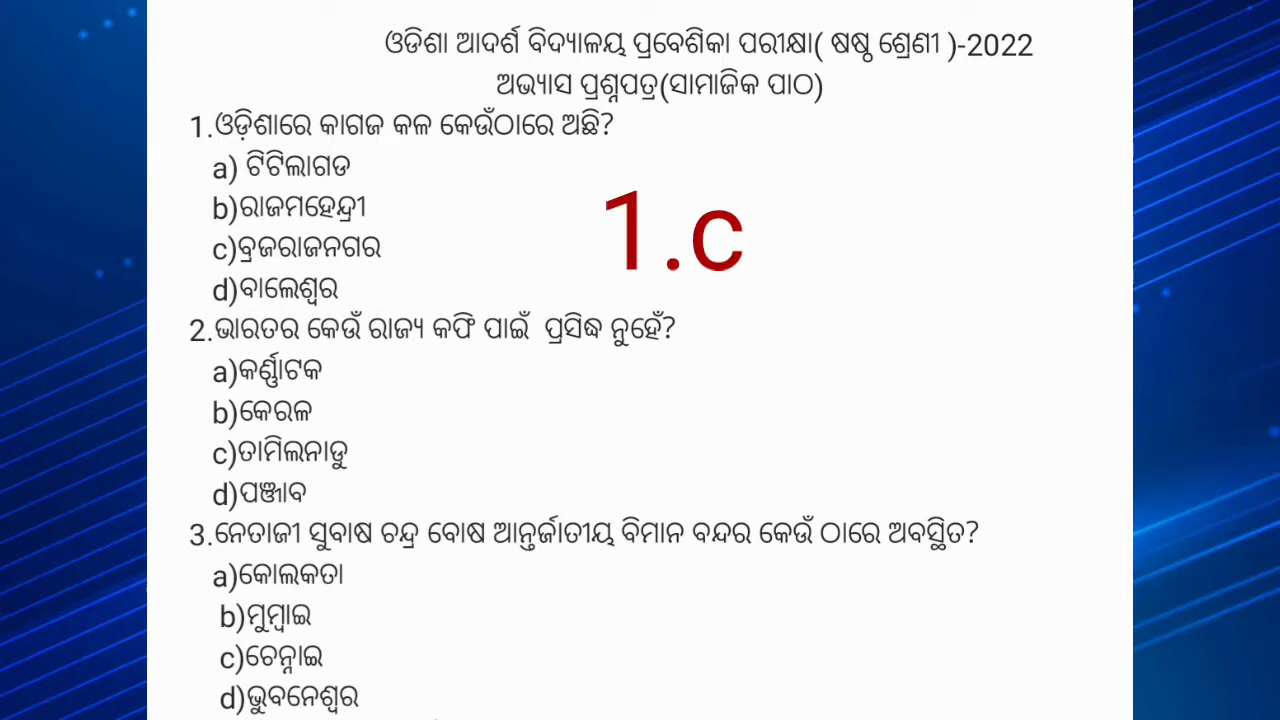 ଓଡିଶା ଆଦର୍ଶ ବିଦ୍ୟାଳୟ ପ୍ରବେଶିକା ପରୀକ୍ଷା( ଷଷ୍ଠ ଶ୍ରେଣୀ )-2022
ଅଭ୍ୟାସ ପ୍ରଶ୍ନପତ୍ର(ସାମାଜିକ ପାଠ)
1.ଓଡ଼ିଶାରେ କାଗଜ କଳ କେଉଁଠାରେ ଅଛି?
a) ଟିଟିଲାଗଡ
b)ରାଜମହେନ୍ଦ୍ରୀ
c)ବ୍ରଜରାଜନଗର
d)ବାଲେଶ୍ୱର
1.c
2.ଭାରତର କେଉଁ ରାଜ୍ୟ କଫି ପାଇଁ ପ୍ରସିଦ୍ଧ ନୁହେଁ?
a)କର୍ଣ୍ଣାଟକ
b)କେରଳ
c)ତାମିଲନାଡୁ
d)ପଞ୍ଜାବ
3.ନେତାଜୀ ସୁବାଷ ଚନ୍ଦ୍ର ବୋଷ ଆନ୍ତର୍ଜାତୀୟ ବିମାନ ବନ୍ଦର କେଉଁ ଠାରେ ଅବସ୍ଥିତ?
a)କୋଲକତା
b)ମୁମ୍ବାଇ
c)ଚେନ୍ନାଇ
d)ଭୁବନେଶ୍ୱର